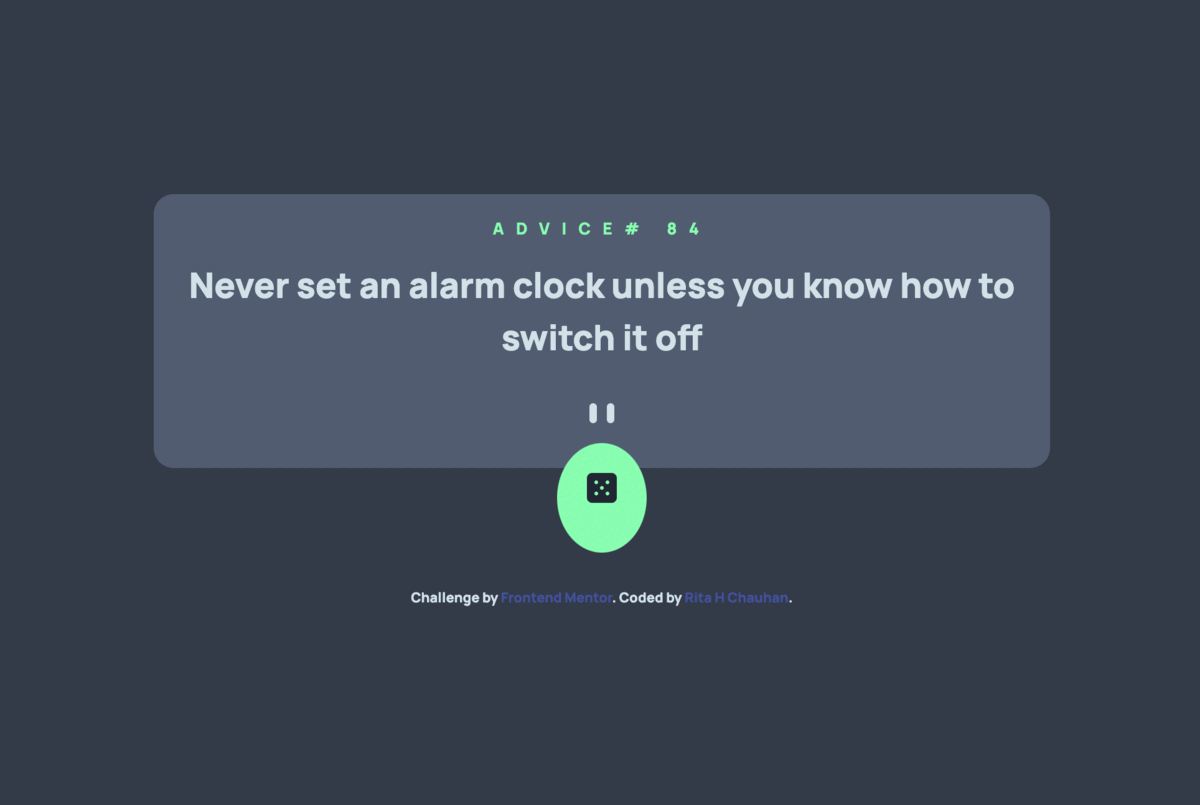 ADVICE# 84
Never set an alarm clock unless you know how to
switch it off
Challenge by Frontend Mentor. Coded by Rita H Chauhan.